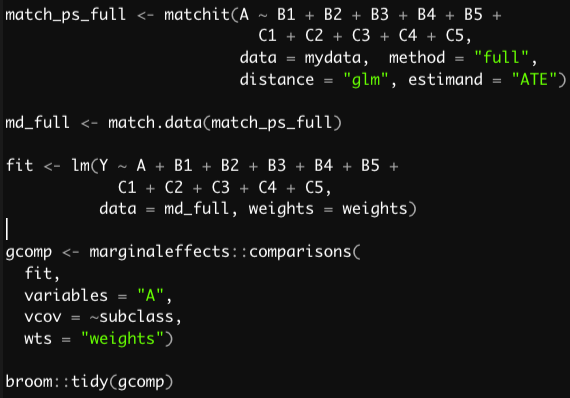 match_ps_full <- matchit(A ~ B1 + B2 + B3 + B4 + B5 +
C1 + C2 + C3 + C4 + C5,
data = mydata, method = "full",
distance = "glm", estimand = "ATE")
md_full <- match.data(match_ps_full)
fit <- lm(Y ~ A + B1 + B2 + B3 + B4 + B5 +
C1 + C2 + C3 + C4 + C5,
data = md_full, weights = weights)
gcomp <- marginaleffects::comparisons(
fit,
variables = "A",
vcov = ~subclass,
wts = "weights")
broom::tidy(gcomp)